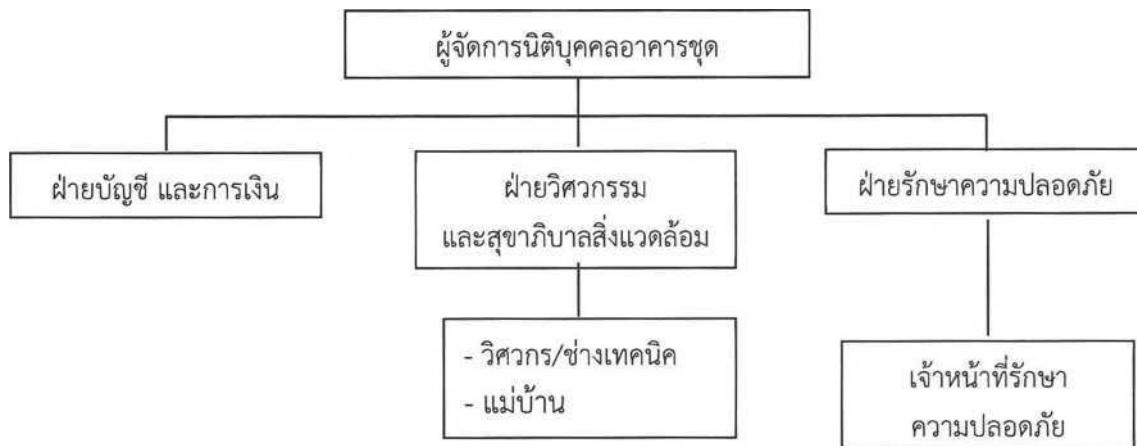 ผู้จัดการนิติบุคคลอาคารชุด
ฝ่ายบัญชี และการเงิน
ฝ่ายวิศวกรรม
และสุขาภิบาลสิ่งแวดล้อม
ฝ่ายรักษาความปลอดภัย
- วิศวกร/ช่างเทคนิค
- แม่บ้าน
เจ้าหน้าที่รักษา
ความปลอดภัย